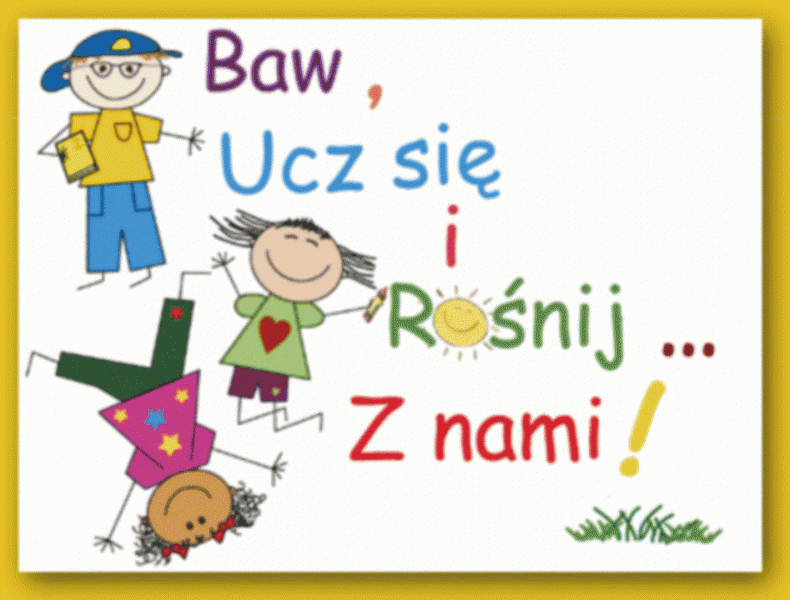 Baw,
Ucz się
i
Rośnij ...
Z nami!